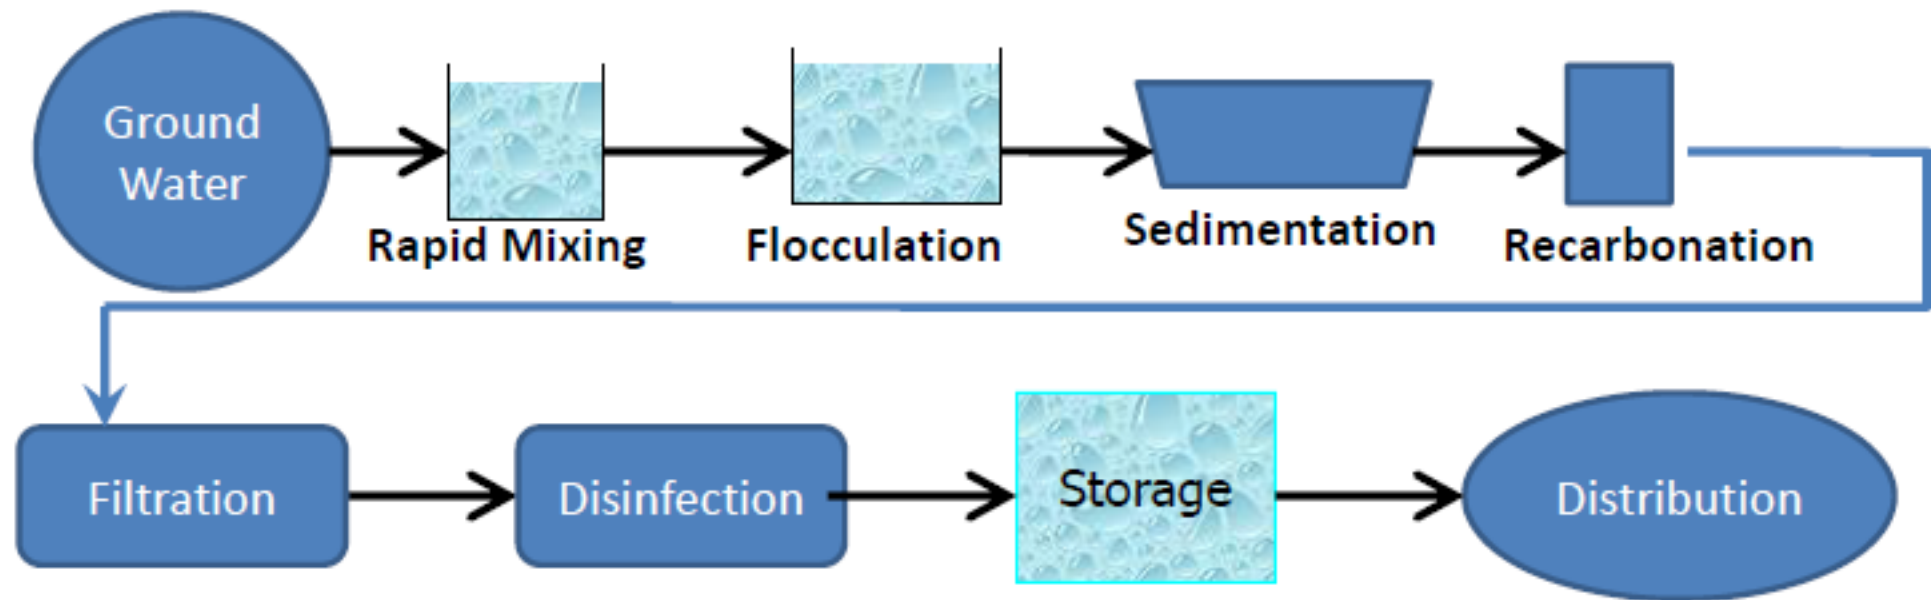 Ground
Water
Rapid Mixing
Flocculation
Sedimentation
Recarbonation
Filtration
Disinfection
Storage
Distribution